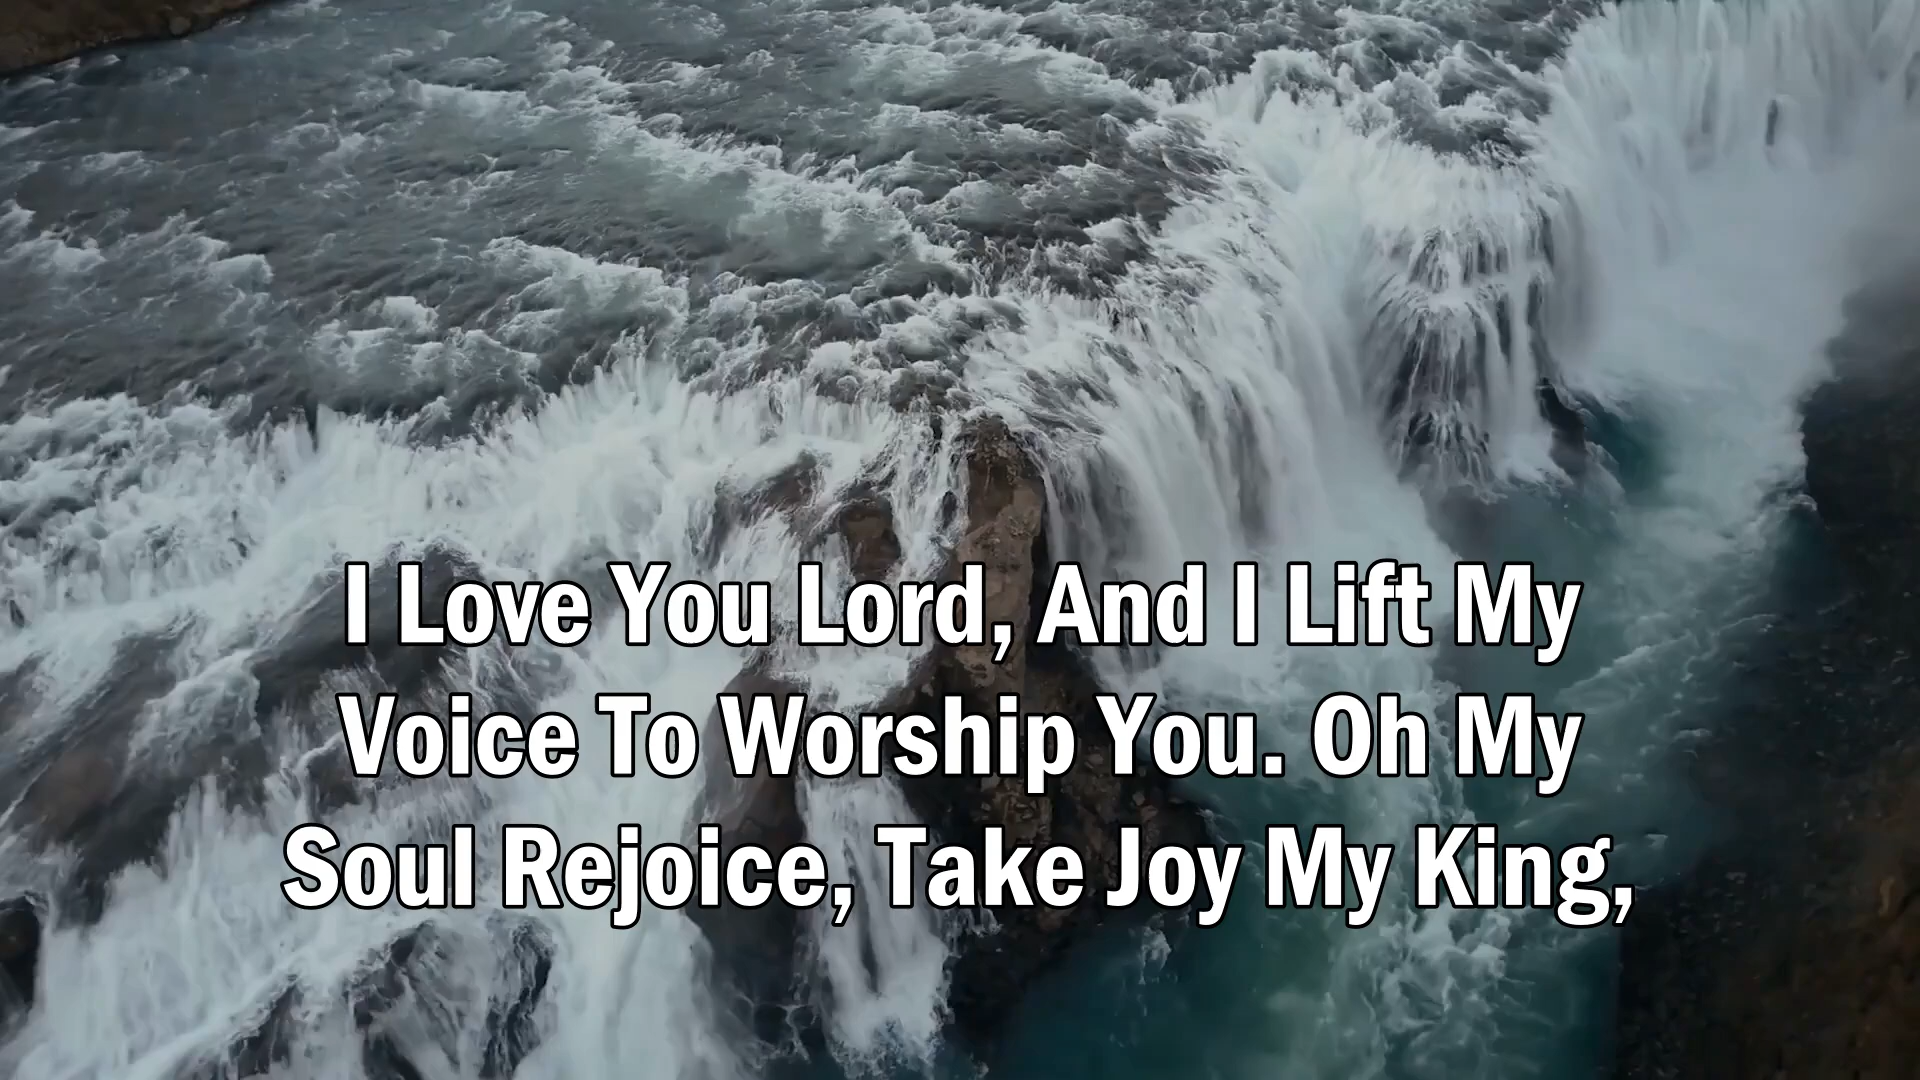 I Love You Lord, And I Lift My
Voice To Worship You. Oh My
Soul Rejoice, Take Joy My King,